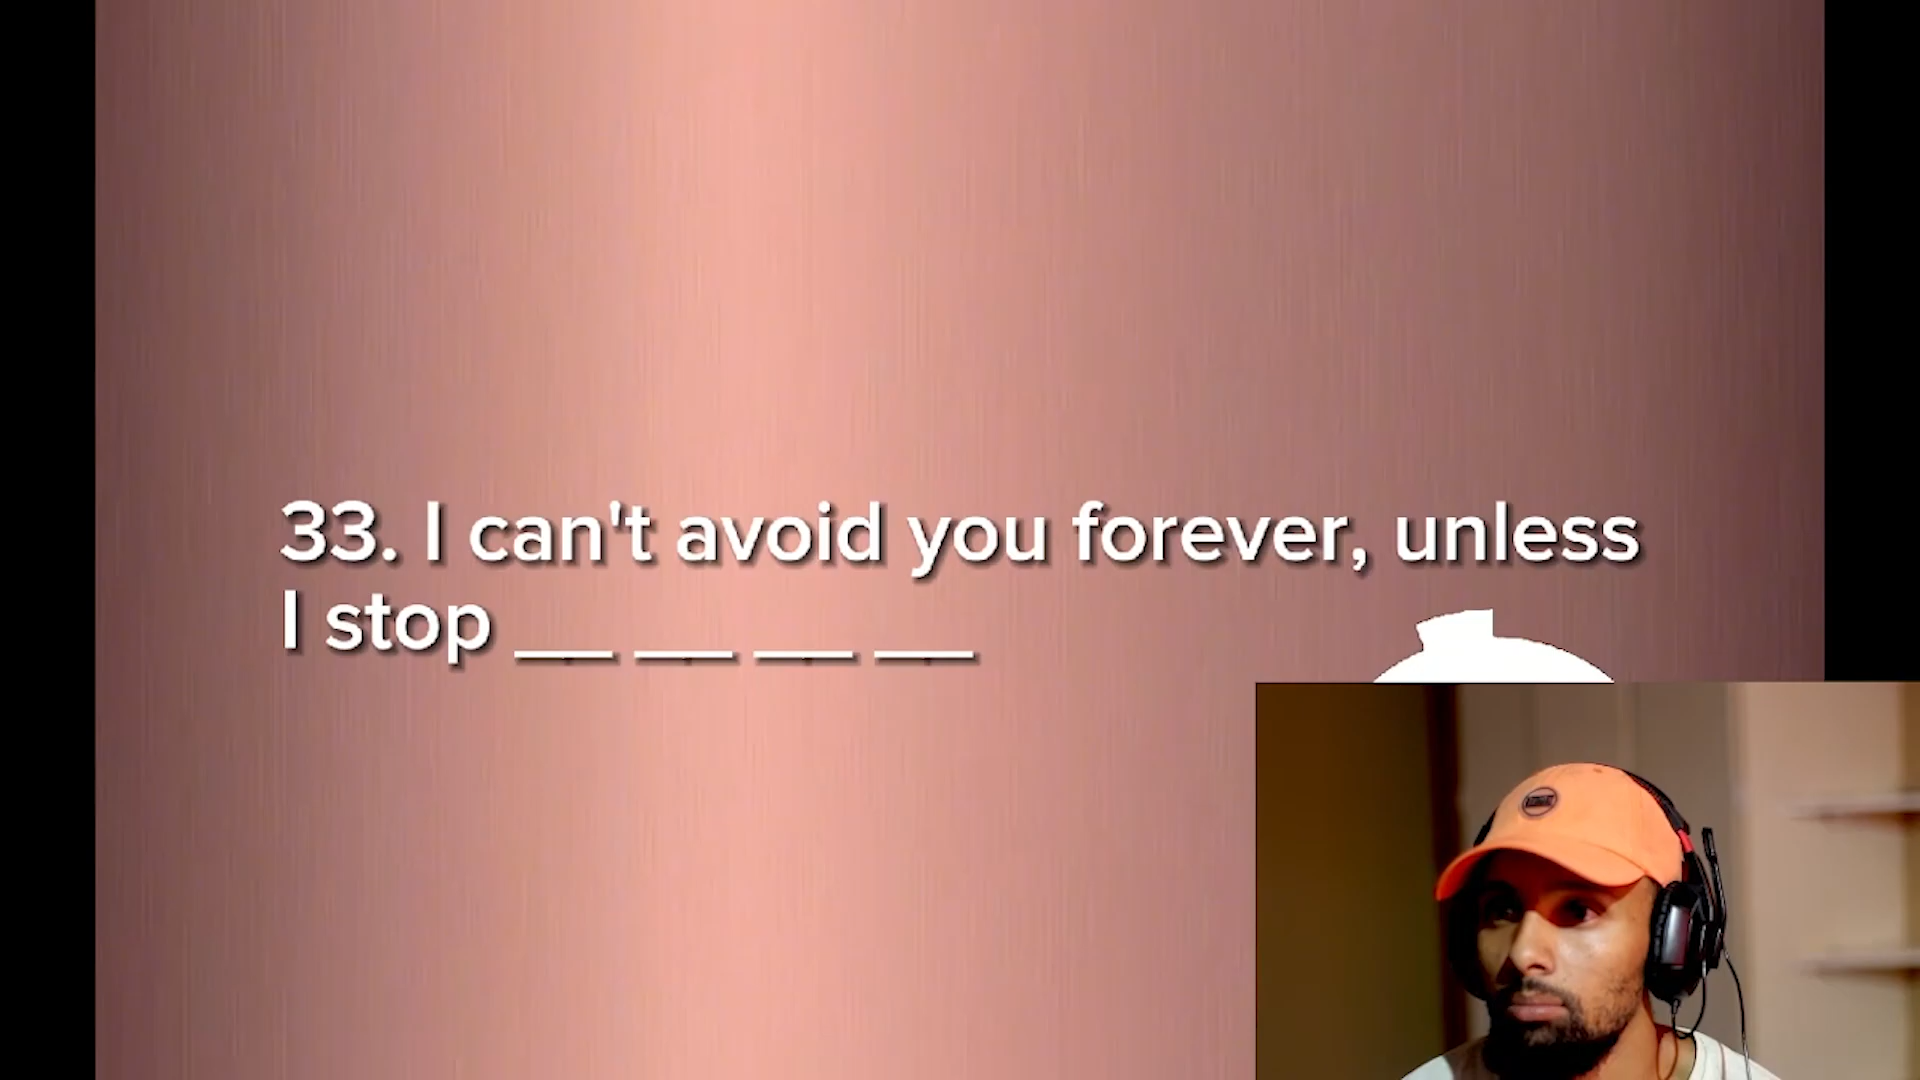 33. I can't avoid you forever, unless
I stop __ __ __ __